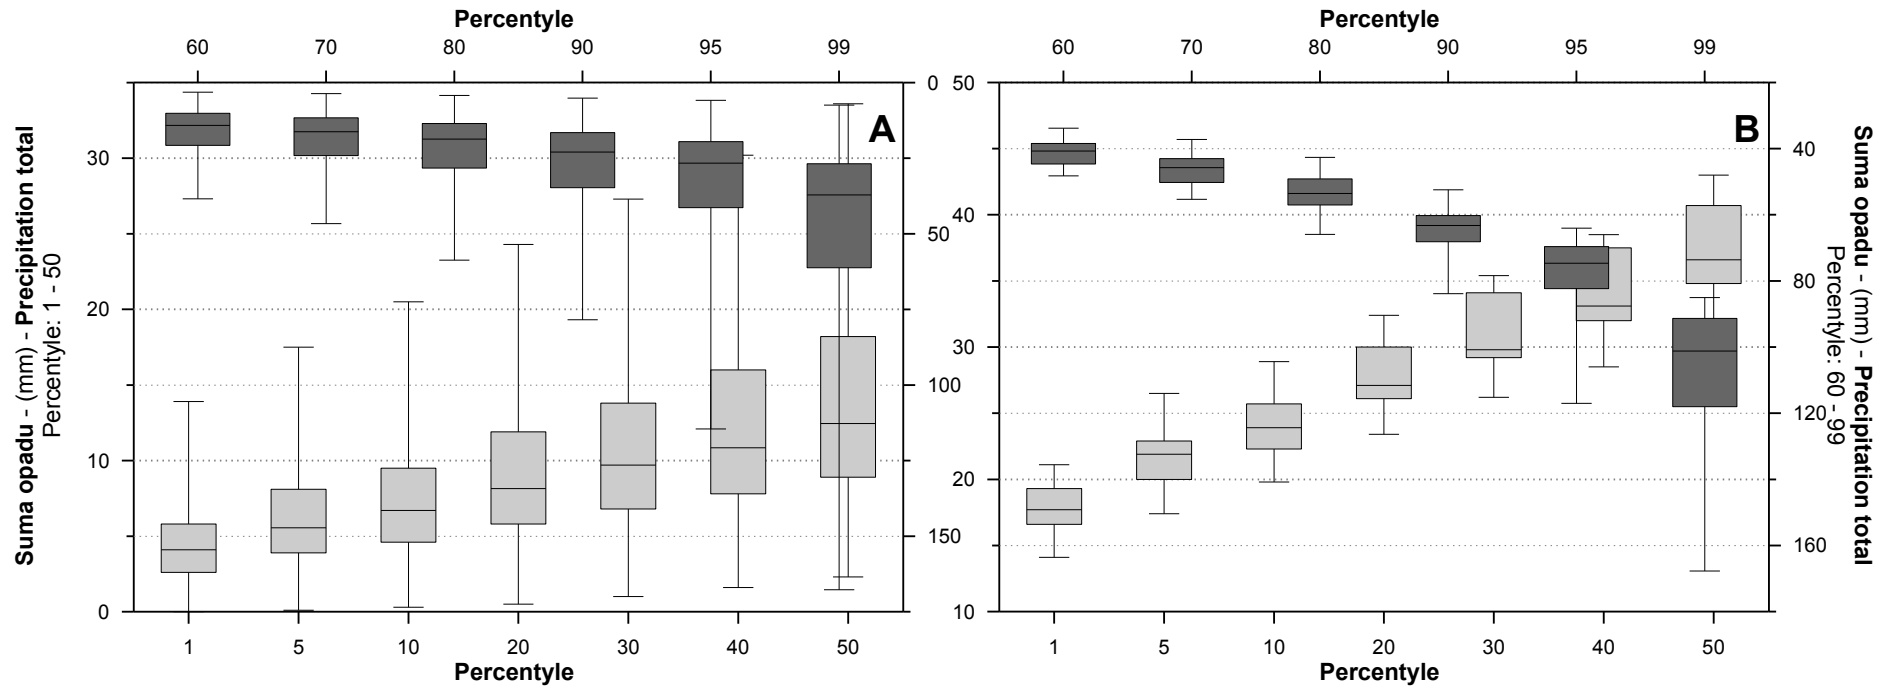 Percentyle
60 70 80 90 95 99
A
Suma opadu - (mm) - Precipitation total
Percentyle: 1 - 50
30
20
10
0
0
50
100
150
1 5 10 20 30 40 50
Percentyle
Percentyle
60 70 80 90 95 99
B
50
40
30
20
10
40
80
120
160
Suma opadu - (mm) - Precipitation total
Percentyle: 60 - 99
1 5 10 20 30 40 50
Percentyle